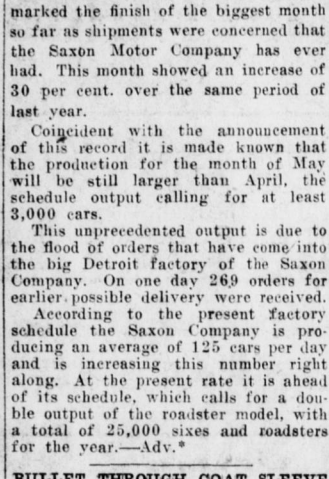 marked the finish of the biggest month
so far as shipments were concerned that
the Saxon Motor Company has ever
had. This month showed an increase of
30 per cent. over the same period of
last year.
Coincident with the announcement
of this record it is made known that
the production for the month of May
will be still larger than April, the
schedule output calling for at least
3,000 cars.
This unprecedented output is due to
the flood of orders that have come into
the big Detroit factory of the Saxon
Company. On one day 269 orders for
earlier possible delivery were received.
According to the present factory
schedule the Saxon Company is pro-
ducing an average of 125 cars per day
and is increasing this number right
along. At the present rate it is ahead
of its schedule, which calls for a dou-
ble output of the roadster model, with
a total of 25,000 sixes and roadsters
for the year.—Adv.*
BULLET THROUGH COAT SLEEVE